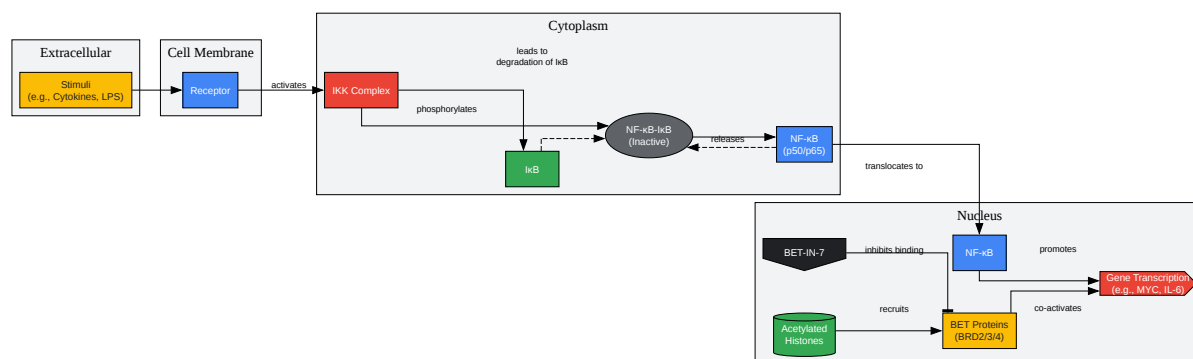 Extracellular
Stimuli
(e.g., Cytokines, LPS)
Cell Membrane
Receptor
activates
Cytoplasm
leads to
degradation of IκB
IKK Complex
phosphorylates
IκB
NF-κB-IκB
(Inactive)
releases
NF-κB
(p50/p65)
translocates to
Nucleus
BET-IN-7
inhibits binding
NF-κB
promotes
Gene Transcription
(e.g., MYC, IL-6)
Acetylated
Histones
recruits
BET Proteins
(BRD2/3/4)
co-activates